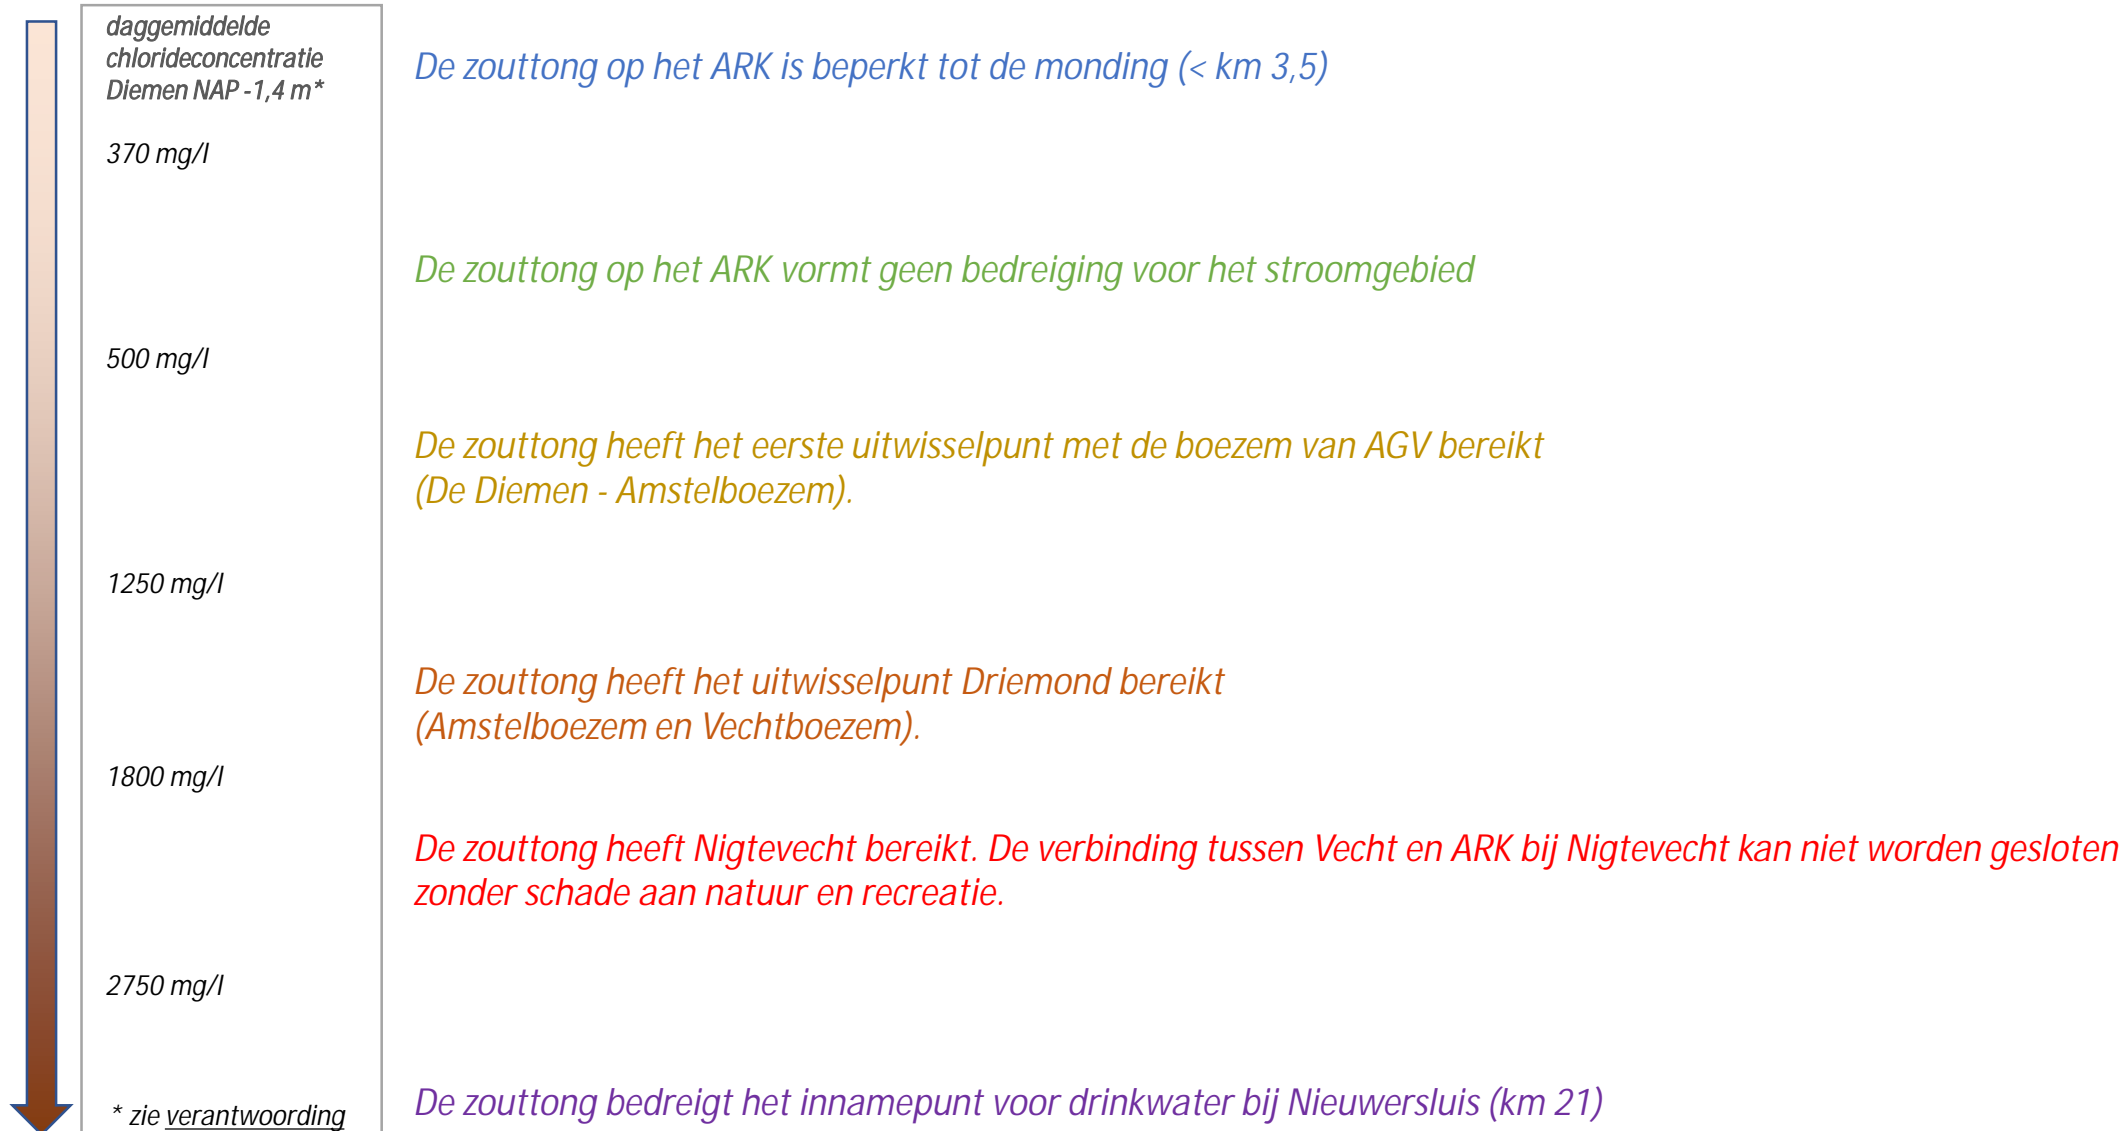 daggemiddelde
chlorideconcentratie
Diemen NAP -1,4 m*
De zouttong op het ARK is beperkt tot de monding (< km 3,5)
370 mg/l
De zouttong op het ARK vormt geen bedreiging voor het stroomgebied
500 mg/l
De zouttong heeft het eerste uitwisselpunt met de boezem van AGV bereikt
(De Diemen - Amstelboezem).
1250 mg/l
De zouttong heeft het uitwisselpunt Driemond bereikt
(Amstelboezem en Vechtboezem).
1800 mg/l
De zouttong heeft Nigtevecht bereikt. De verbinding tussen Vecht en ARK bij Nigtevecht kan niet worden gesloten
zonder schade aan natuur en recreatie.
2750 mg/l
De zouttong bedreigt het innamepunt voor drinkwater bij Nieuwersluis (km 21)
* zie verantwoording